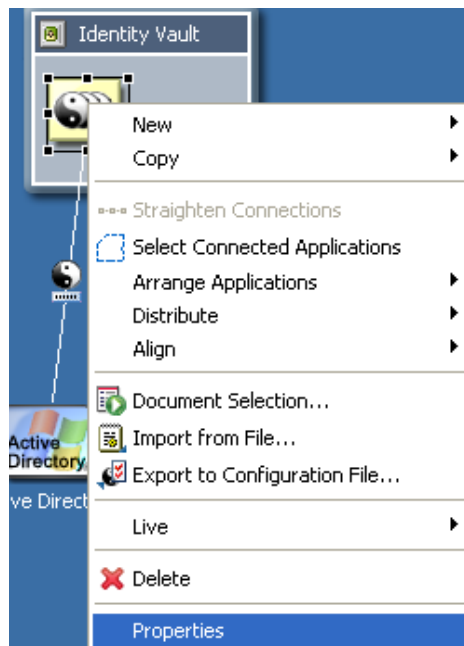 Identity Vault
New
Copy
Straighten Connections
Select Connected Applications
Arrange Applications
Distribute
Align
Document Selection...
Import from File...
Export to Configuration File...
Live
Delete
Properties
Active
Directory
ve Direct